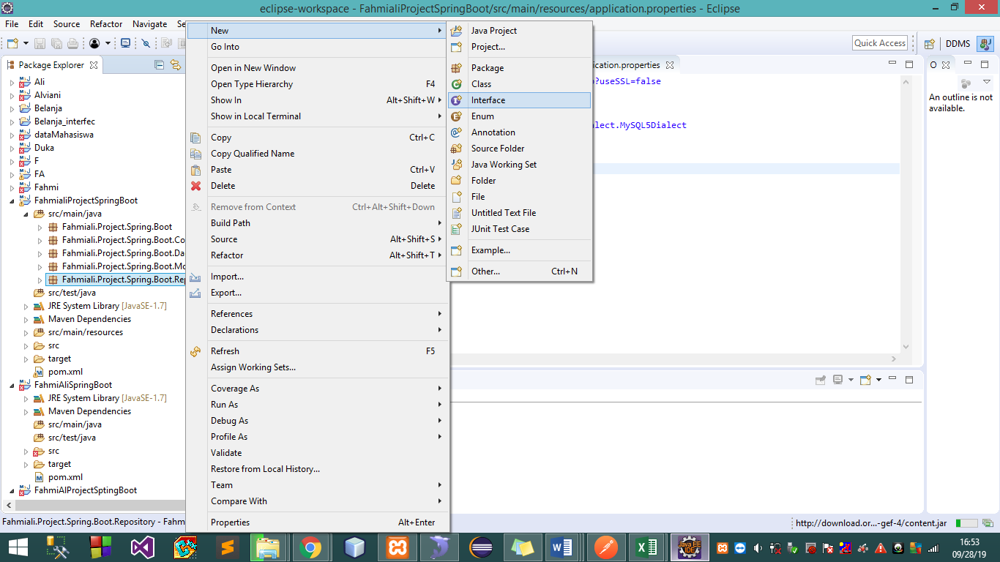 eclipse-workspace - FahmialiProjectSpringBoot/src/main/resources/application.properties - Eclipse
File Edit Source Refactor Navigate Se
Quick Access
DDMS
Package Explorer
Ali
Alviani
Belanja
Belanja_interfec
dataMahasiswa
Duka
F
FA
Fahmi
FahmialiProjectSpringBoot
src/main/java
Fahmiali.Project.Spring.Boot
Fahmiali.Project.Spring.Boot.Co
Fahmiali.Project.Spring.Boot.Da
Fahmiali.Project.Spring.Boot.Mo
Fahmiali.Project.Spring.Boot.Rep
src/test/java
JRE System Library [JavaSE-1.7]
Maven Dependencies
src/main/resources
src
target
pom.xml
FahmiAliSpringBoot
JRE System Library [JavaSE-1.7]
Maven Dependencies
src/main/java
src/test/java
src
target
pom.xml
FahmiAlProjectSptingBoot
New
Go Into
Open in New Window
Open Type Hierarchy F4
Show In Alt+Shift+W
Show in Local Terminal
Copy Ctrl+C
Copy Qualified Name
Paste Ctrl+V
Delete Delete
Remove from Context Ctrl+Alt+Shift+Down
Build Path
Source Alt+Shift+S
Refactor Alt+Shift+T
Import...
Export...
References
Declarations
Refresh F5
Assign Working Sets...
Coverage As
Run As
Debug As
Profile As
Validate
Restore from Local History...
Team
Compare With
Properties Alt+Enter
Java Project
Project...
Package
Class
Interface
Enum
Annotation
Source Folder
Java Working Set
Folder
File
Untitled Text File
JUnit Test Case
Example...
Other... Ctrl+N
ication.properties
?useSSL=false
alect.MySQL5Dialect
O
An outline is not
available.
Fahmiali.Project.Spring.Boot.Repository - Fahm
http://download.or...-gef-4/content.jar
Java EE
IDE
16:53
09/28/19